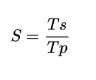 S = Ts / Tp